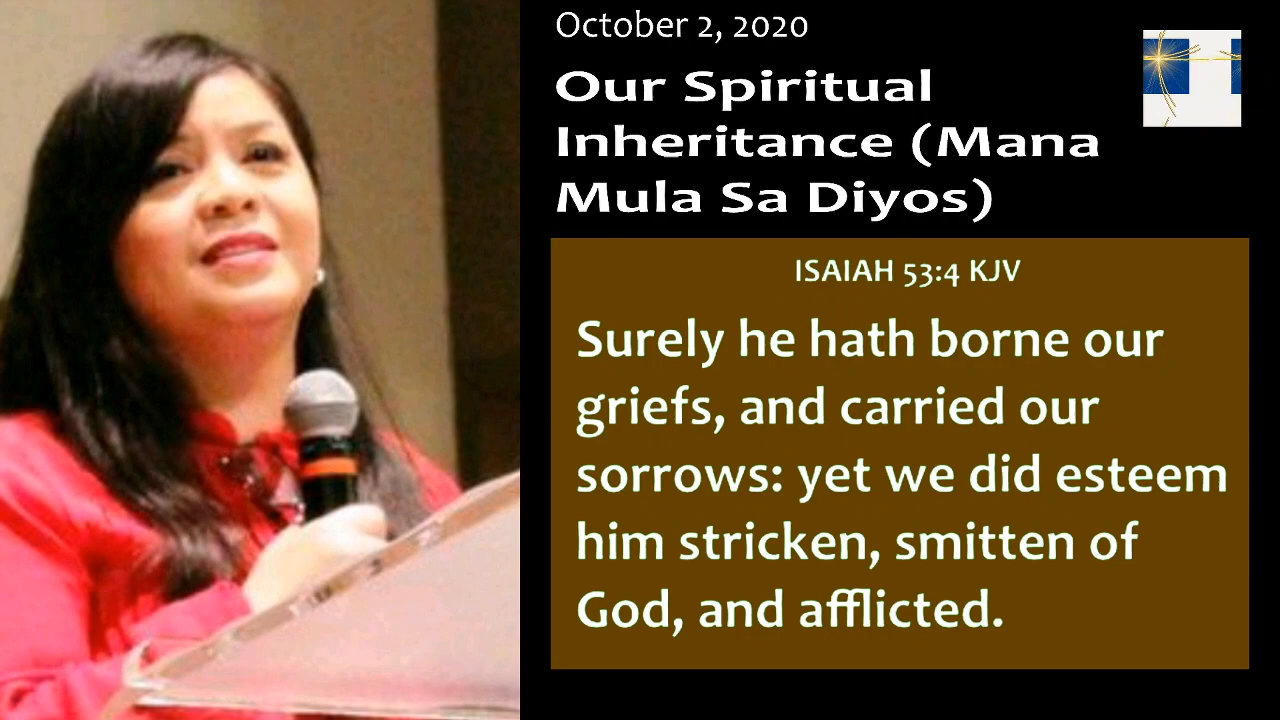 October 2, 2020
Our Spiritual
Inheritance (Mana
Mula Sa Diyos)
ISAIAH 53:4 KJV
Surely he hath borne our
griefs, and carried our
sorrows: yet we did esteem
him stricken, smitten of
God, and afflicted.